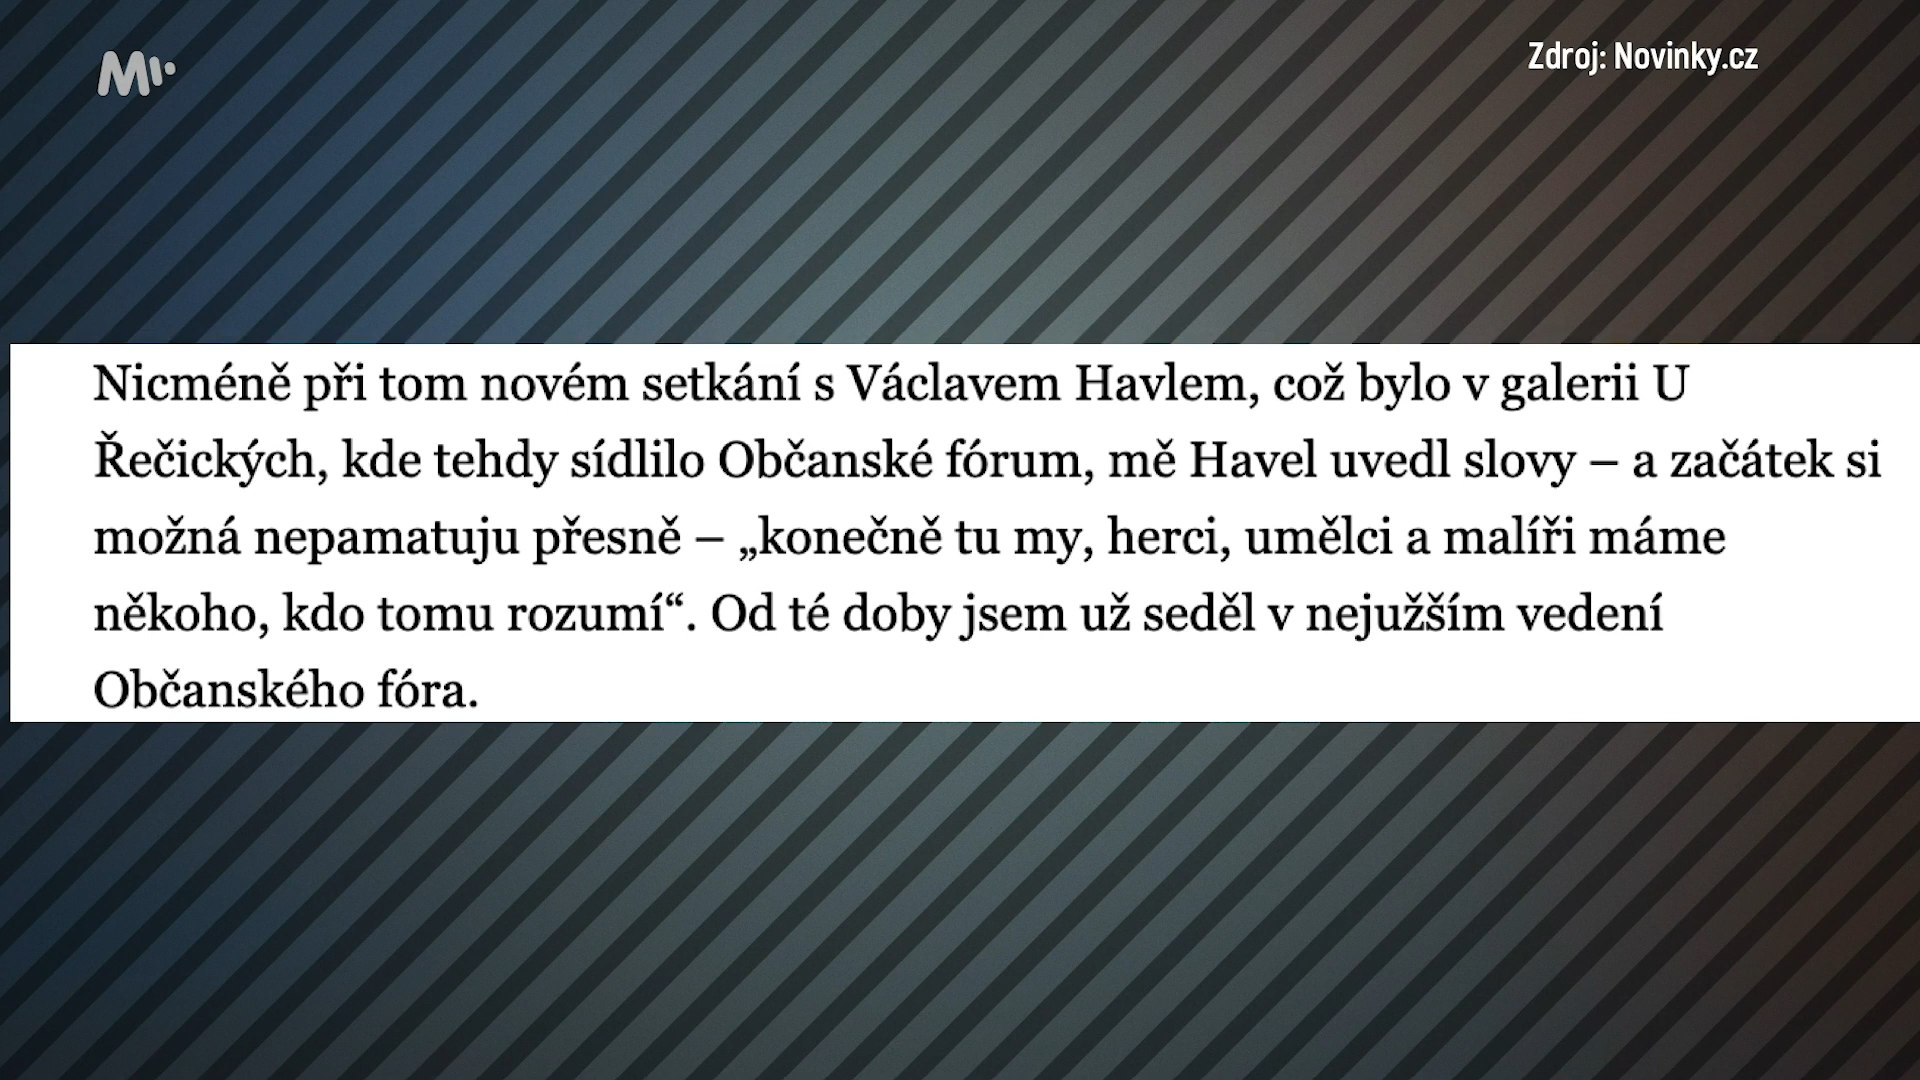 Zdroj: Novinky.cz
Nicméně při tom novém setkání s Václavem Havlem, což bylo v galerii U
Řečických, kde tehdy sídlilo Občanské fórum, mě Havel uvedl slovy – a začátek si
možná nepamatuju přesně – „konečně tu my, herci, umělci a malíři máme
někoho, kdo tomu rozumí“. Od té doby jsem už seděl v nejužším vedení
Občanského fóra.